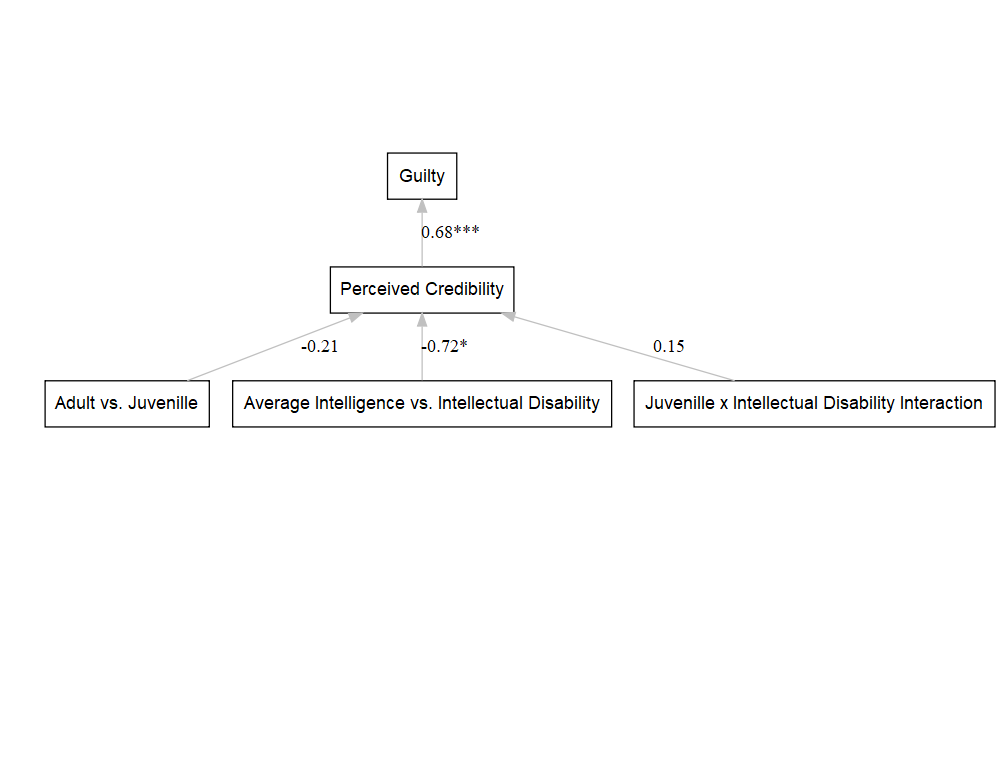 Guilty
0.68***
Perceived Credibility
-0.21
-0.72*
0.15
Adult vs. Juvenille
Average Intelligence vs. Intellectual Disability
Juvenille x Intellectual Disability Interaction